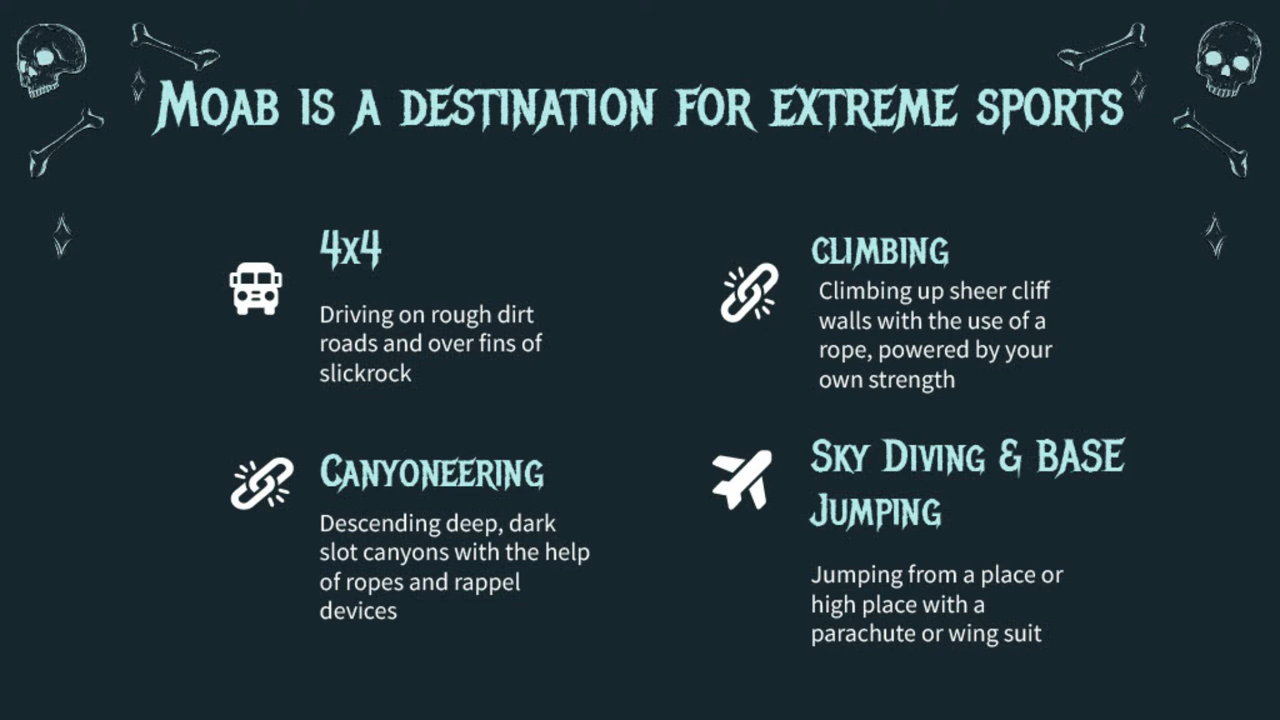 Moab is a destination for extreme sports
4x4
Driving on rough dirt
roads and over fins of
slickrock
climbing
Climbing up sheer cliff
walls with the use of a
rope, powered by your
own strength
Canyoneering
Descending deep, dark
slot canyons with the help
of ropes and rappel
devices
Sky Diving & BASE
Jumping
Jumping from a place or
high place with a
parachute or wing suit